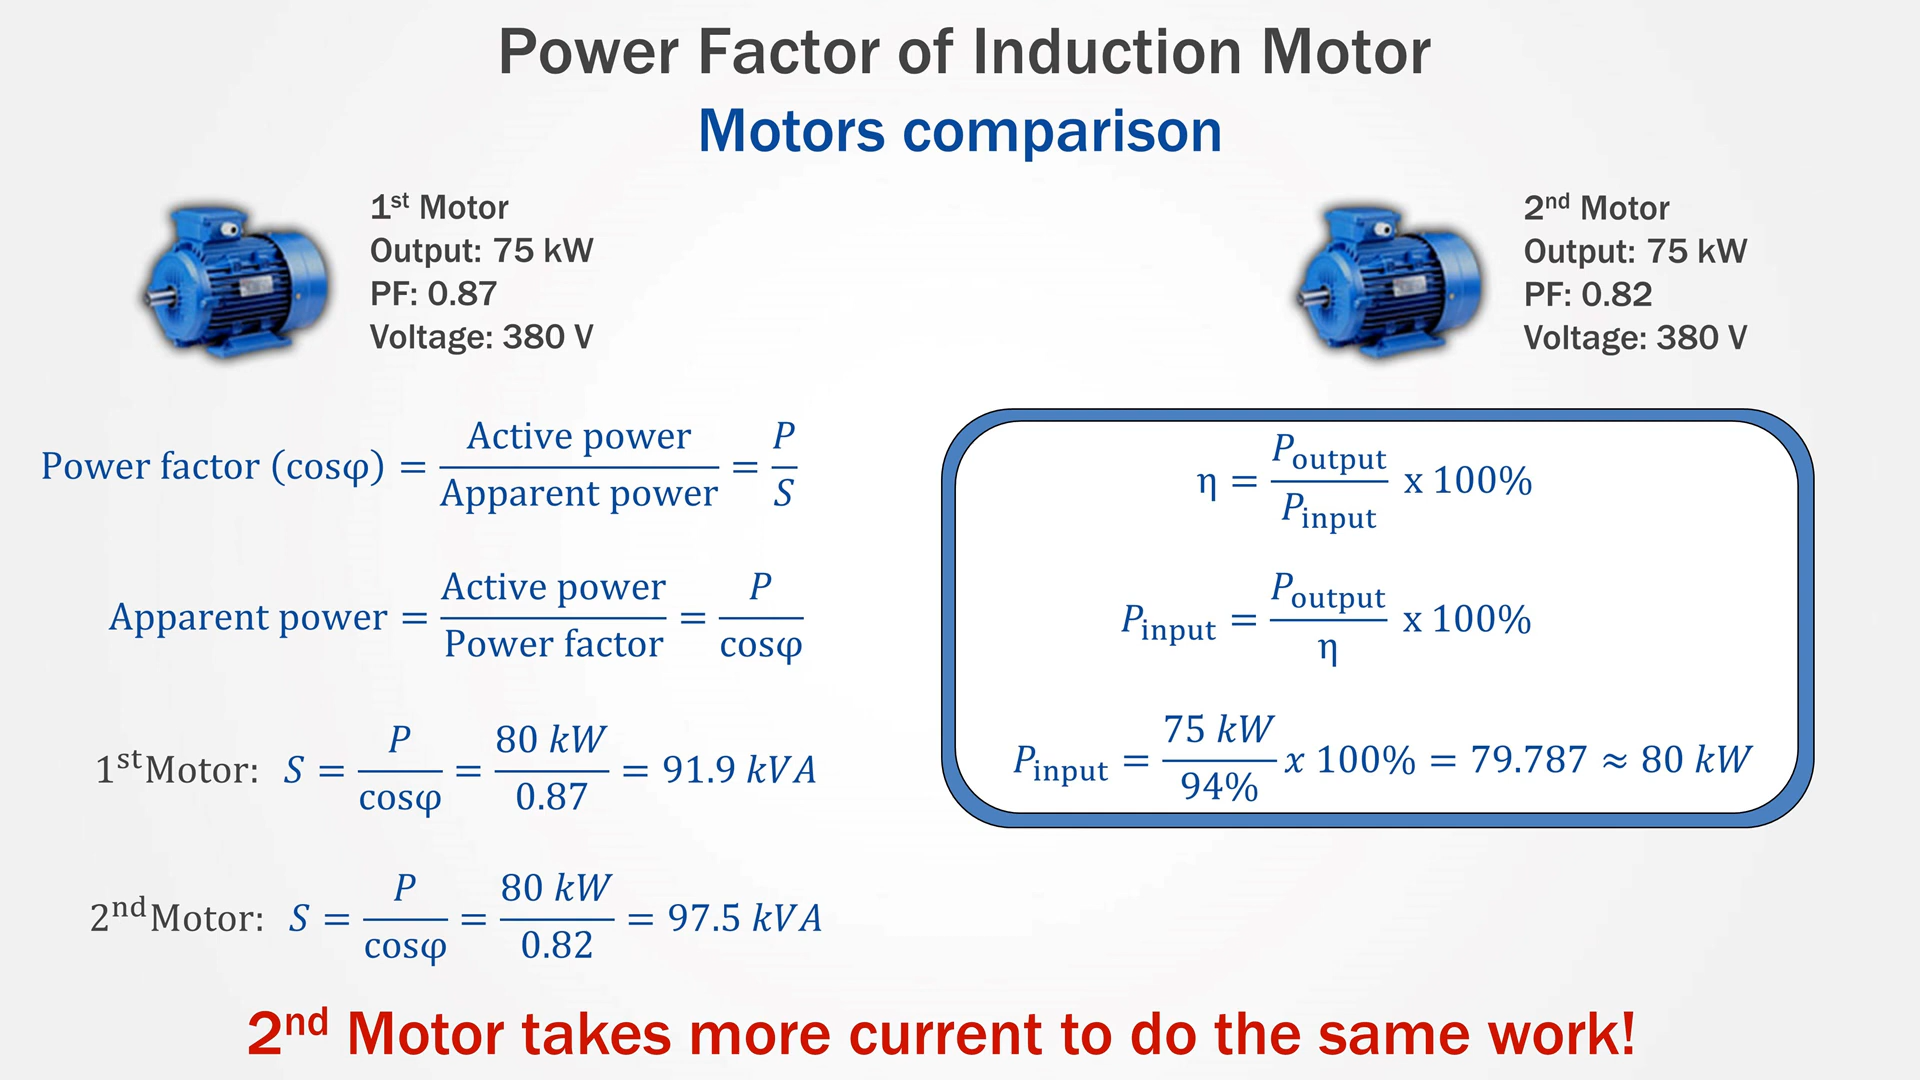 Power Factor of Induction Motor
Motors comparison
1st Motor
Output: 75 kW
PF: 0.87
Voltage: 380 V
2nd Motor
Output: 75 kW
PF: 0.82
Voltage: 380 V
Power factor (cosφ) = Active power / Apparent power = P / S
Apparent power = Active power / Power factor = P / cosφ
1st Motor: S = P / cosφ = 80 kW / 0.87 = 91.9 kVA
2nd Motor: S = P / cosφ = 80 kW / 0.82 = 97.5 kVA
η = Poutput / Pinput x 100%
Pinput = Poutput / η x 100%
Pinput = 75 kW / 94% x 100% = 79.787 ≈ 80 kW
2nd Motor takes more current to do the same work!